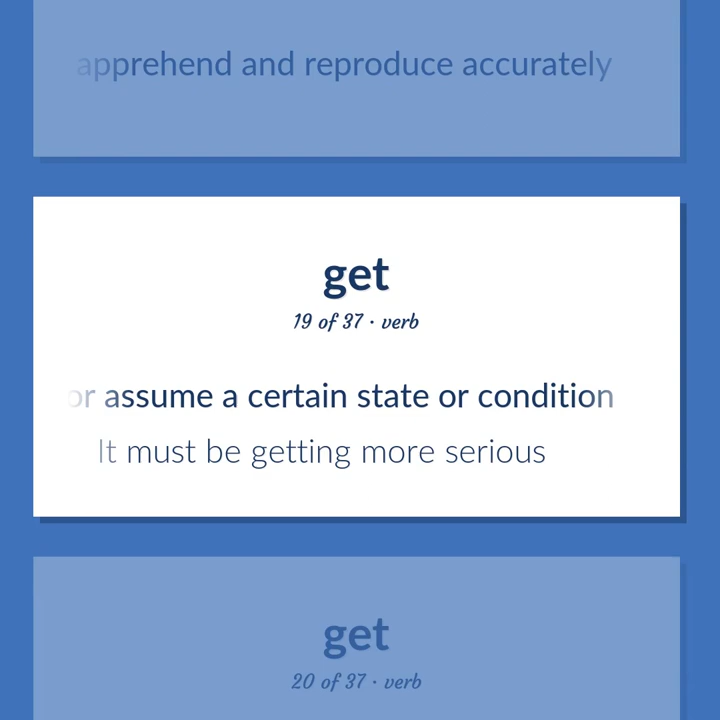 apprehend and reproduce accurately
get
19 of 37 · verb
or assume a certain state or condition
It must be getting more serious
get
20 of 37 · verb